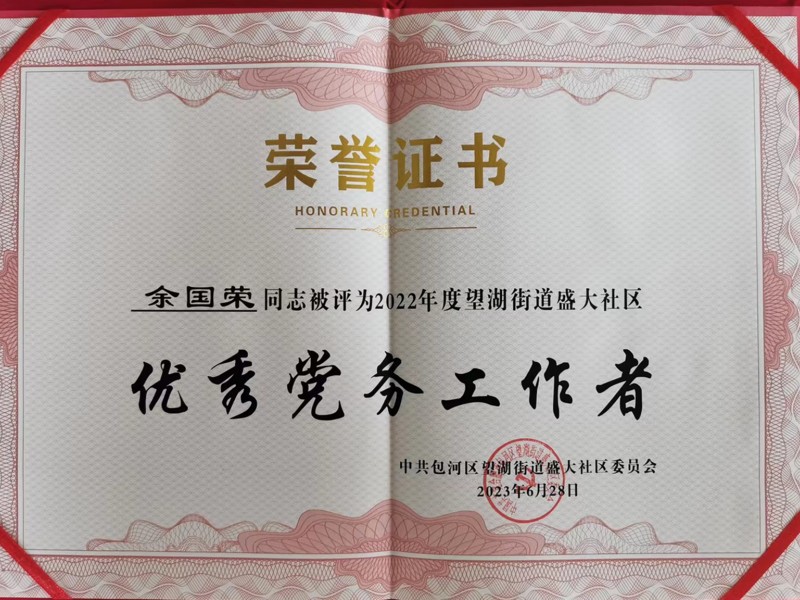 荣誉证书
HONORARY CREDENTIAL
余国荣同志被评为2022年度望湖街道盛大社区
优秀党务工作者
中共包河区望湖街道盛大社区委员会
2023年6月28日